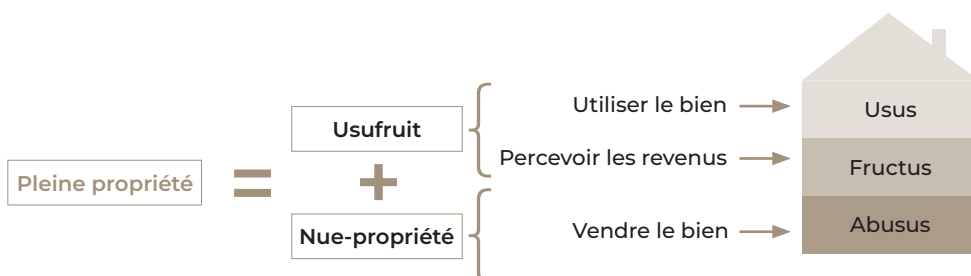 Pleine propriété
=
Usufruit
+
Nue-propriété
Utiliser le bien
Percevoir les revenus
Vendre le bien
Usus
Fructus
Abusus